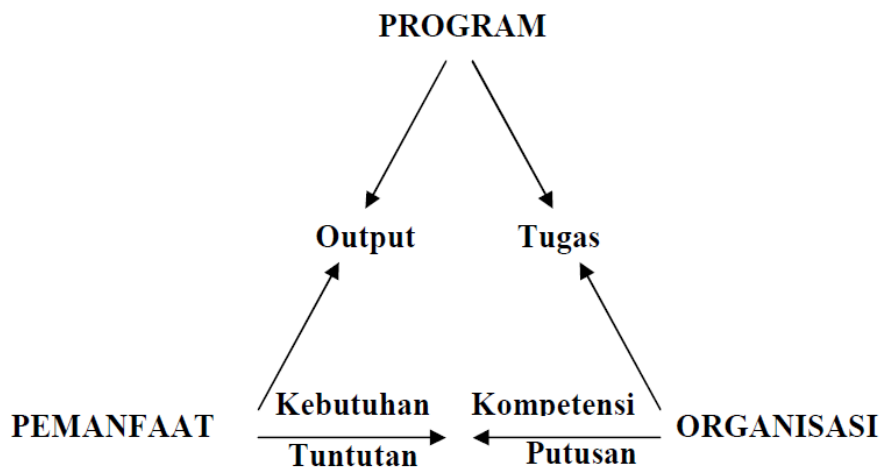 PROGRAM
Output Tugas
Kebutuhan Kompetensi
PEMANFAAT ORGANISASI
Tuntutan Putusan